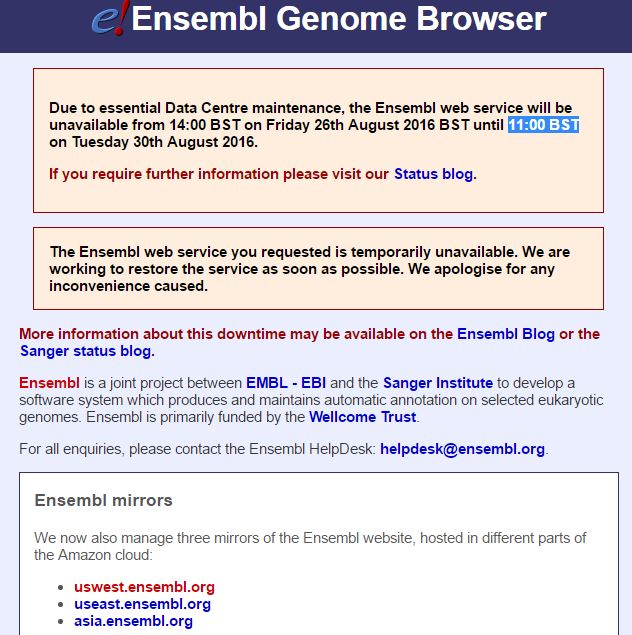 e! Ensembl Genome Browser
Due to essential Data Centre maintenance, the Ensembl web service will be
unavailable from 14:00 BST on Friday 26th August 2016 BST until 11:00 BST
on Tuesday 30th August 2016.
If you require further information please visit our Status blog.
The Ensembl web service you requested is temporarily unavailable. We are
working to restore the service as soon as possible. We apologise for any
inconvenience caused.
More information about this downtime may be available on the Ensembl Blog or the
Sanger status blog.
Ensembl is a joint project between EMBL - EBI and the Sanger Institute to develop a
software system which produces and maintains automatic annotation on selected eukaryotic
genomes. Ensembl is primarily funded by the Wellcome Trust.
For all enquiries, please contact the Ensembl HelpDesk: helpdesk@ensembl.org.
Ensembl mirrors
We now also manage three mirrors of the Ensembl website, hosted in different parts of
the Amazon cloud:
• uswest.ensembl.org
• useast.ensembl.org
• asia.ensembl.org